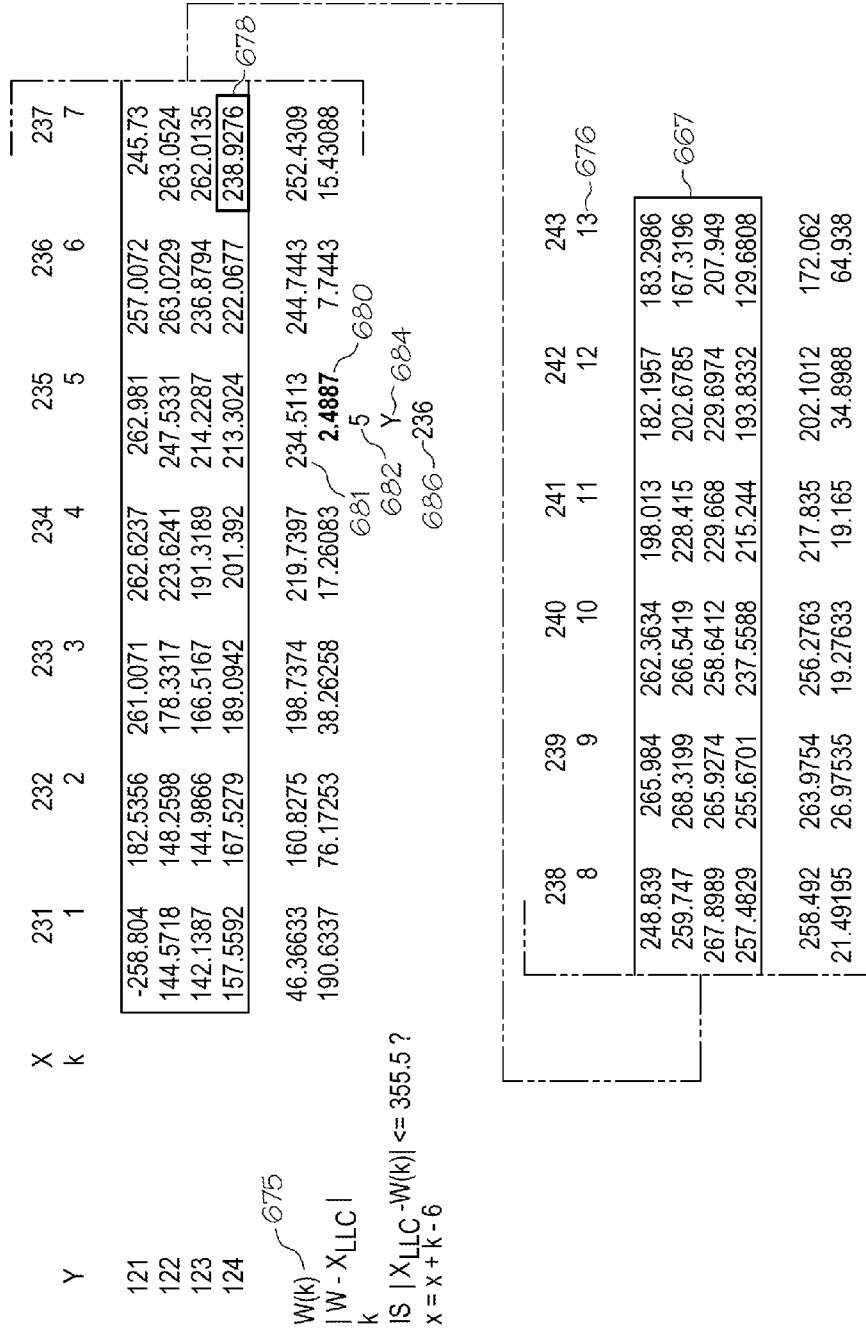 X 231 232 233 234 235 236 237
Y k 1 2 3 4 5 6 7
121 -258.804 182.5356 261.0071 262.6237 262.981 257.0072 245.73
122 144.5718 148.2598 178.3317 223.6241 247.5331 263.0229 263.0524
123 142.1387 144.9866 166.5167 191.3189 214.2287 236.8794 262.0135
124 157.5592 167.5279 189.0942 201.392 213.3024 222.0677 238.9276 678
W(k) 675 46.36633 160.8275 198.7374 219.7397 234.5113 244.7443 252.4309
| W - XLLC | 190.6337 76.17253 38.26258 17.26083 2.4887 7.7443 15.43088
k 681 5 680
IS | XLLC -W(k)| <= 355.5 ? 682 Y 684
x = x + k - 6 686 236
238 239 240 241 242 243
8 9 10 11 12 13 676
248.839 265.984 262.3634 198.013 182.1957 183.2986 667
259.747 268.3199 266.5419 228.415 202.6785 167.3196
267.8989 265.9274 258.6412 229.668 229.6974 207.949
257.4829 255.6701 237.5588 215.244 193.8332 129.6808
258.492 263.9754 256.2763 217.835 202.1012 172.062
21.49195 26.97535 19.27633 19.165 34.8988 64.938